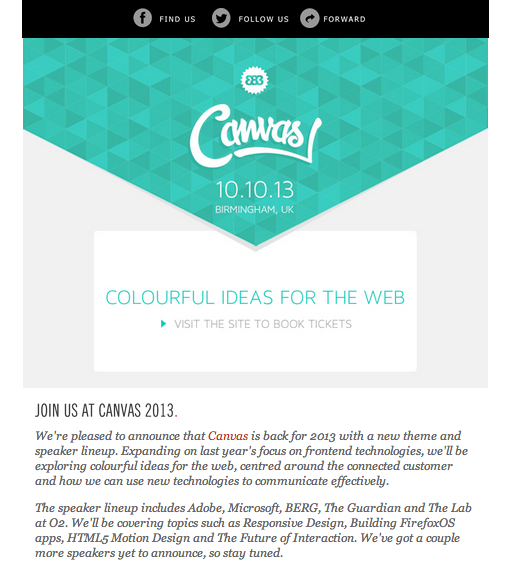 FIND US FOLLOW US FORWARD
383
Canvas
10.10.13
BIRMINGHAM, UK
COLOURFUL IDEAS FOR THE WEB
VISIT THE SITE TO BOOK TICKETS
JOIN US AT CANVAS 2013.
We're pleased to announce that Canvas is back for 2013 with a new theme and
speaker lineup. Expanding on last year's focus on frontend technologies, we'll be
exploring colourful ideas for the web, centred around the connected customer
and how we can use new technologies to communicate effectively.
The speaker lineup includes Adobe, Microsoft, BERG, The Guardian and The Lab
at O2. We'll be covering topics such as Responsive Design, Building FirefoxOS
apps, HTML5 Motion Design and The Future of Interaction. We've got a couple
more speakers yet to announce, so stay tuned.